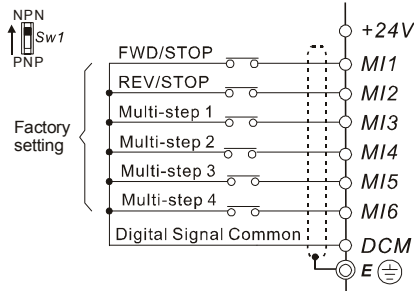 NPN
Sw1
PNP
+24V
FWD/STOP
MI1
REV/STOP
MI2
Multi-step 1
MI3
Factory
setting
Multi-step 2
MI4
Multi-step 3
MI5
Multi-step 4
MI6
Digital Signal Common
DCM
E